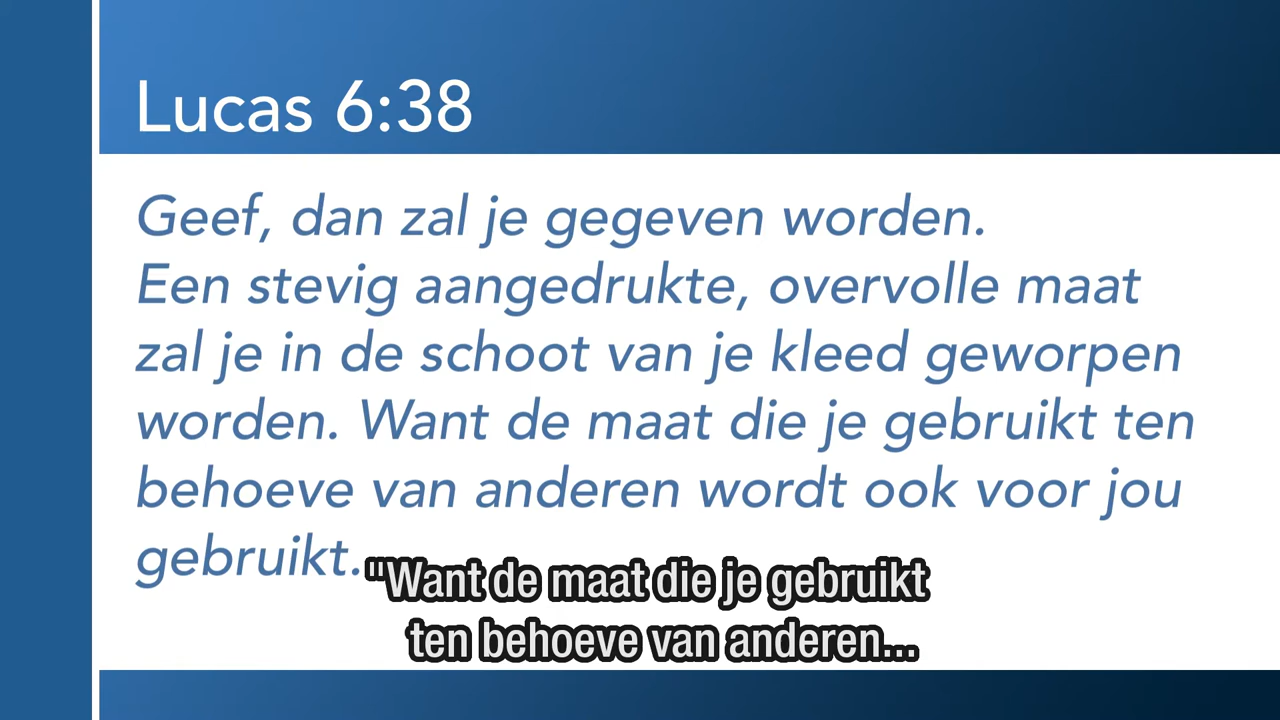 Lucas 6:38
Geef, dan zal je gegeven worden.
Een stevig aangedrukte, overvolle maat
zal je in de schoot van je kleed geworpen
worden. Want de maat die je gebruikt ten
behoeve van anderen wordt ook voor jou
gebruikt.
"Want de maat die je gebruikt
ten behoeve van anderen...